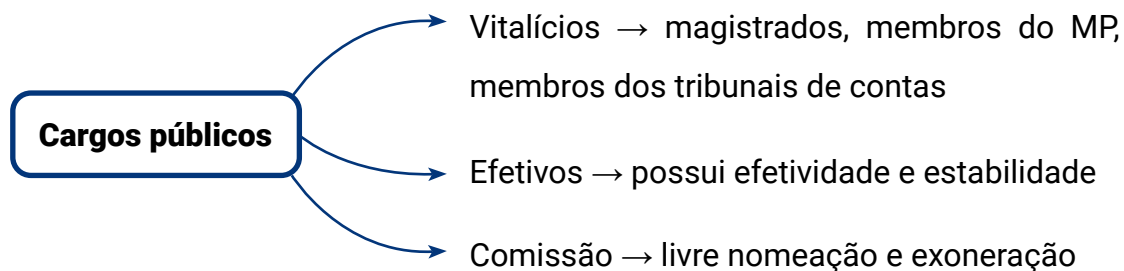 Vitalícios → magistrados, membros do MP,
membros dos tribunais de contas
Cargos públicos
Efetivos → possui efetividade e estabilidade
Comissão → livre nomeação e exoneração